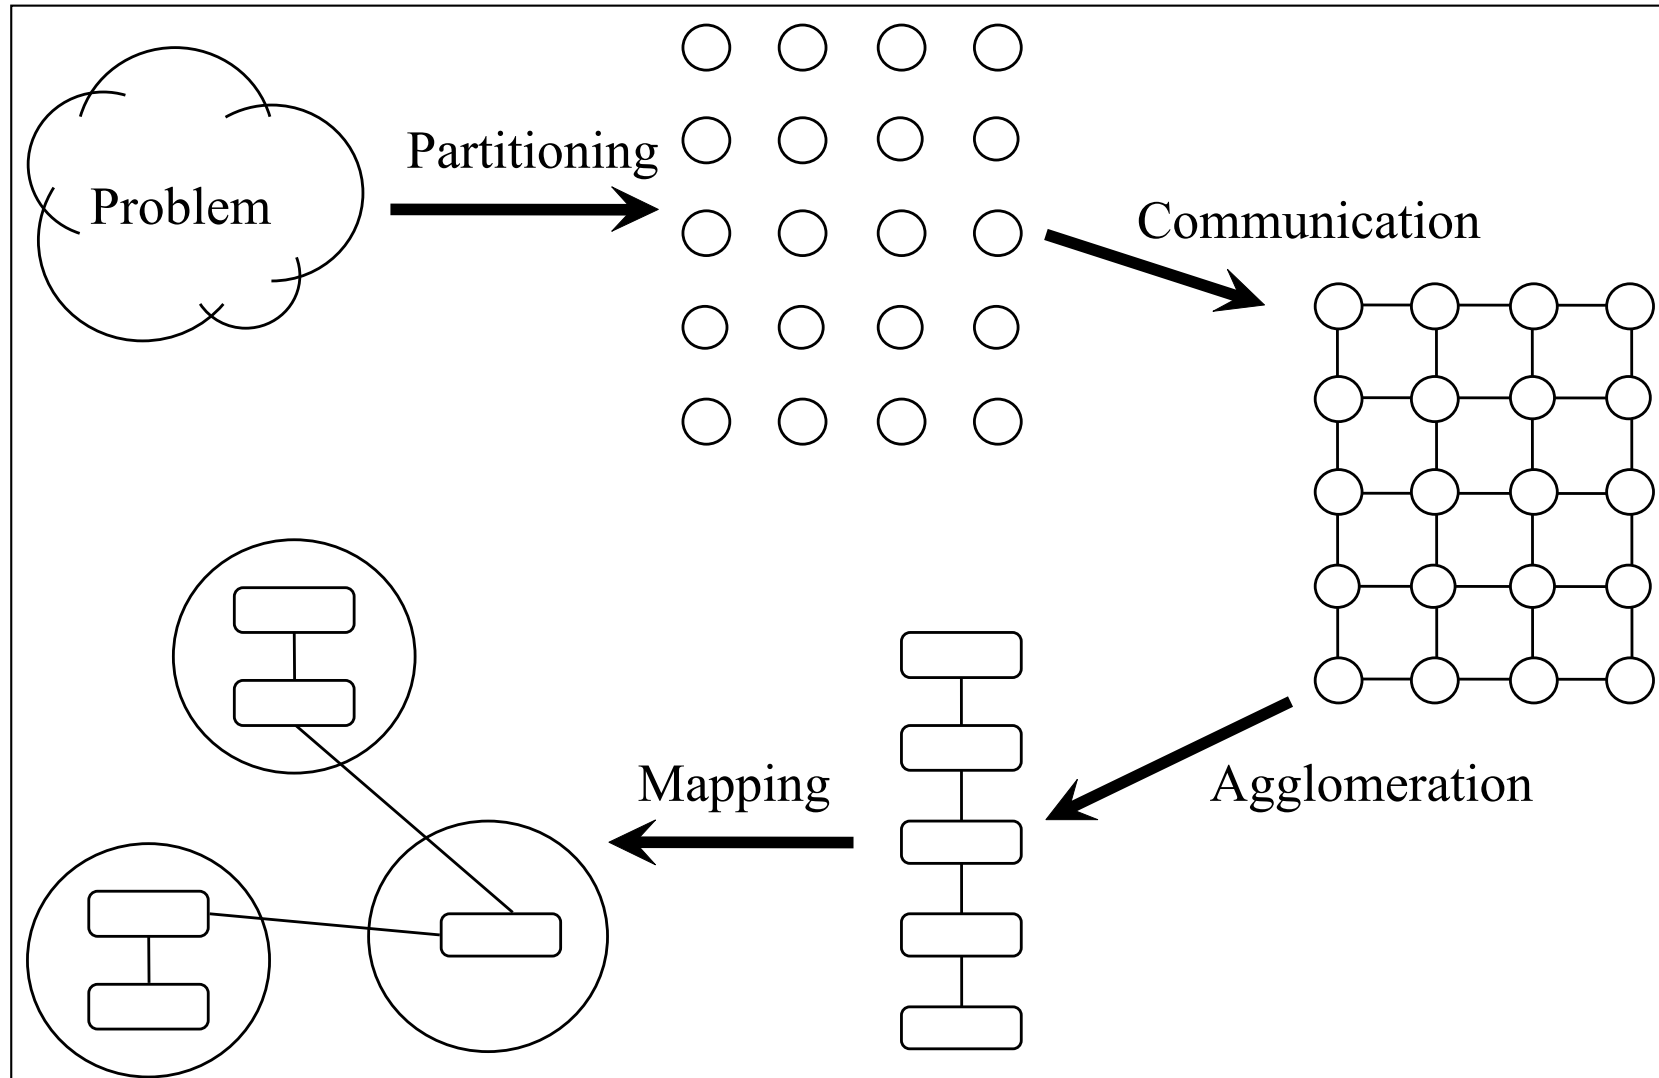 Problem
Partitioning
Communication
Agglomeration
Mapping